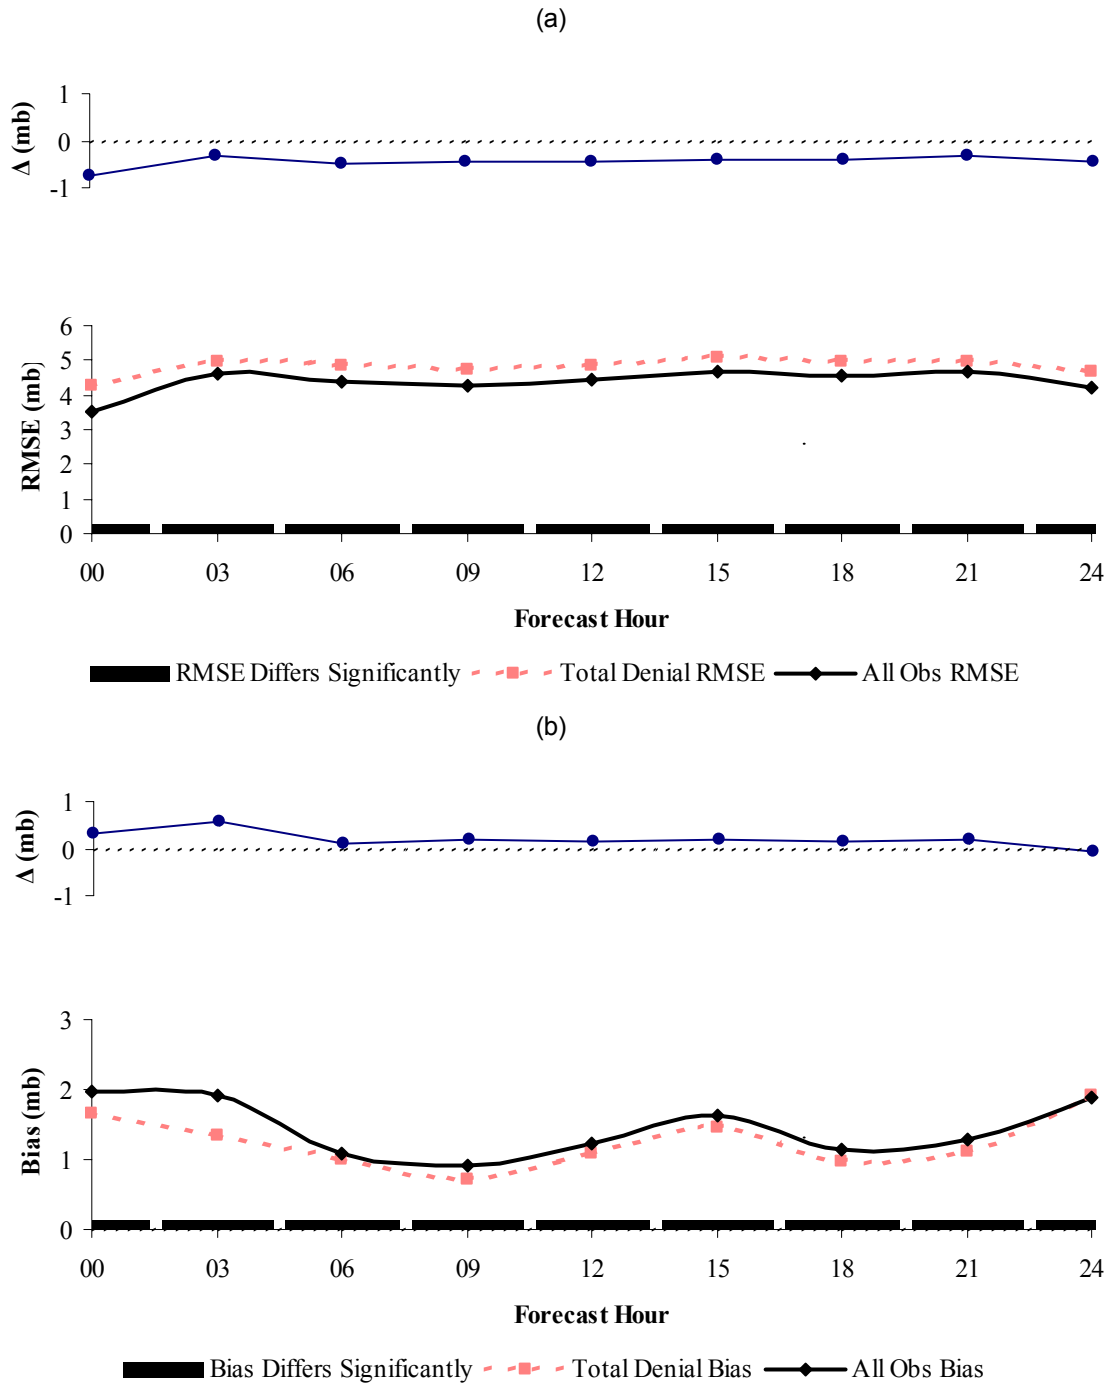 (a)
Δ (mb)
1
0
-1
RMSE (mb)
6
5
4
3
2
1
0
00 03 06 09 12 15 18 21 24
Forecast Hour
RMSE Differs Significantly Total Denial RMSE All Obs RMSE
(b)
Δ (mb)
1
0
-1
Bias (mb)
3
2
1
0
00 03 06 09 12 15 18 21 24
Forecast Hour
Bias Differs Significantly Total Denial Bias All Obs Bias